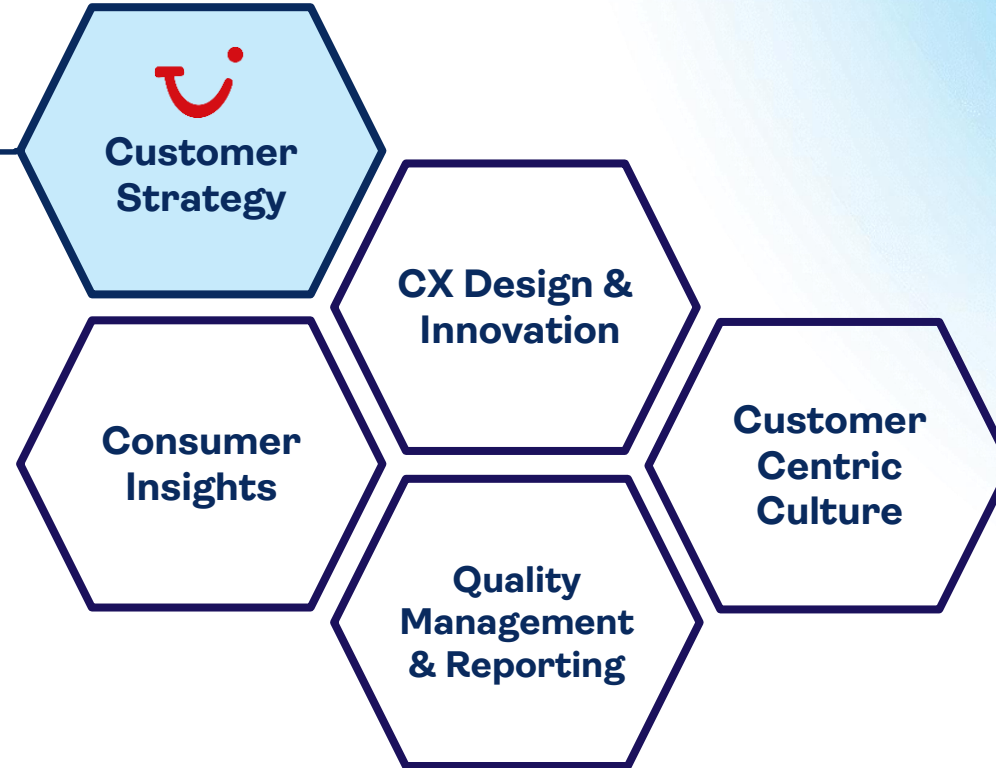 Customer
Strategy
CX Design &
Innovation
Consumer
Insights
Customer
Centric
Culture
Quality
Management
& Reporting